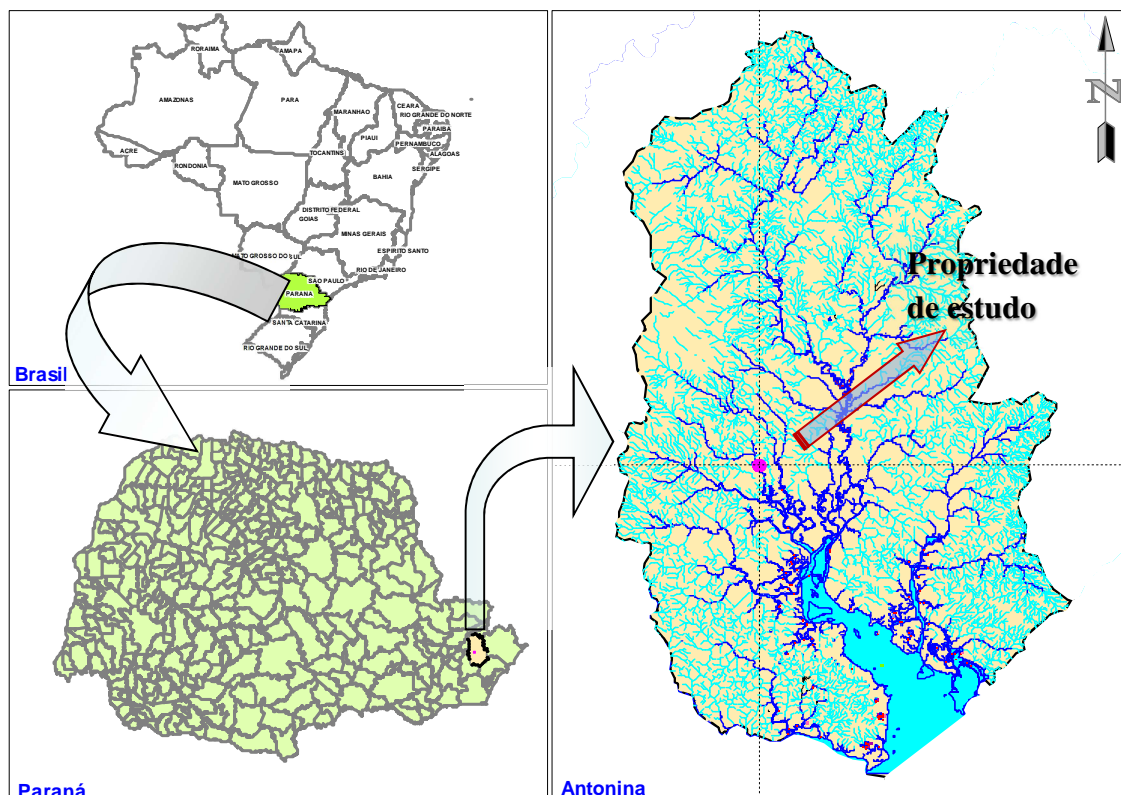 RORAIMA
AMAPA
AMAZONAS
PARA
MARANHAO
CEARA
RIO GRANDE DO NORTE
PARAIBA
PIAUI
PERNAMBUCO
ALAGOAS
SERGIPE
ACRE
RONDONIA
TOCANTINS
BAHIA
MATO GROSSO
DISTRITO FEDERAL
GOIAS
MINAS GERAIS
ESPIRITO SANTO
MATO GROSSO DO SUL
RIO DE JANEIRO
SAO PAULO
PARANA
SANTA CATARINA
RIO GRANDE DO SUL
Brasil
Paraná
N
Propriedade
de estudo
Antonina